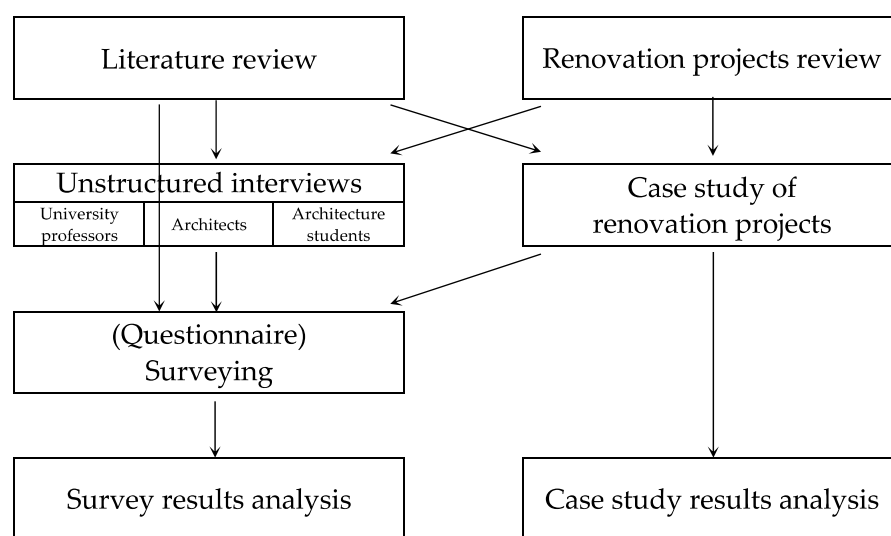 Literature review
Renovation projects review
Unstructured interviews
University
professors
Architects
Architecture
students
Case study of
renovation projects
(Questionnaire)
Surveying
Survey results analysis
Case study results analysis